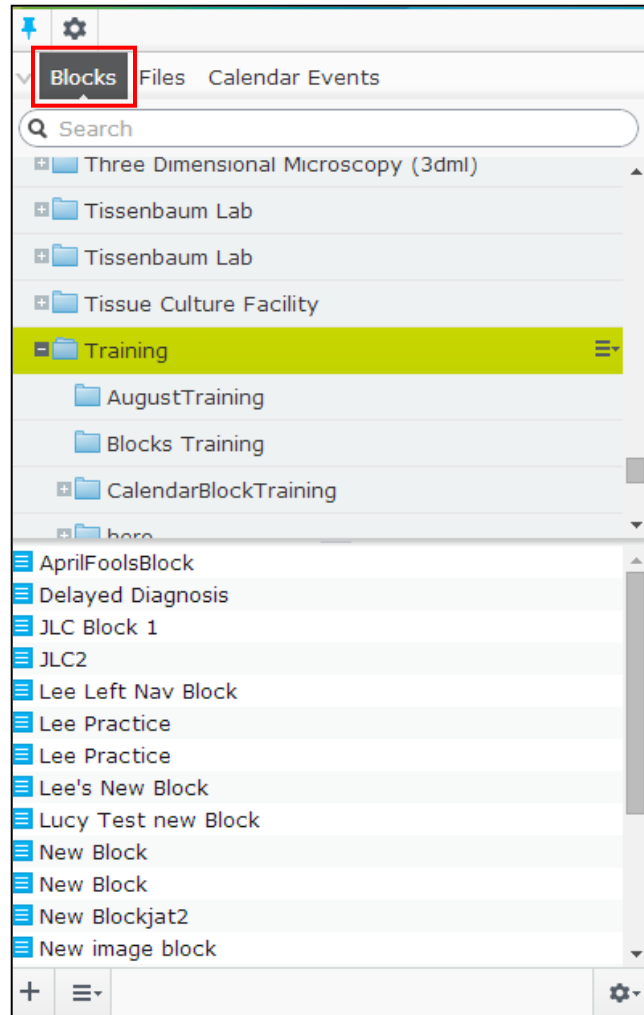 Blocks Files Calendar Events
Search
Three Dimensional Microscopy (3dml)
Tissenbaum Lab
Tissenbaum Lab
Tissue Culture Facility
Training
AugustTraining
Blocks Training
CalendarBlockTraining
hero
AprilFoolsBlock
Delayed Diagnosis
JLC Block 1
JLC2
Lee Left Nav Block
Lee Practice
Lee Practice
Lee's New Block
Lucy Test new Block
New Block
New Block
New Blockjat2
New image block